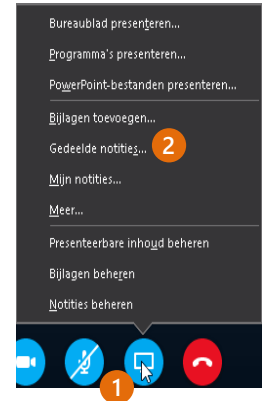 Bureaublad presenteren...
Programma's presenteren...
PowerPoint-bestanden presenteren...
Bijlagen toevoegen...
Gedeelde notities... 2
Mijn notities...
Meer...
Presenteerbare inhoud beheren
Bijlagen beheren
Notities beheren
1